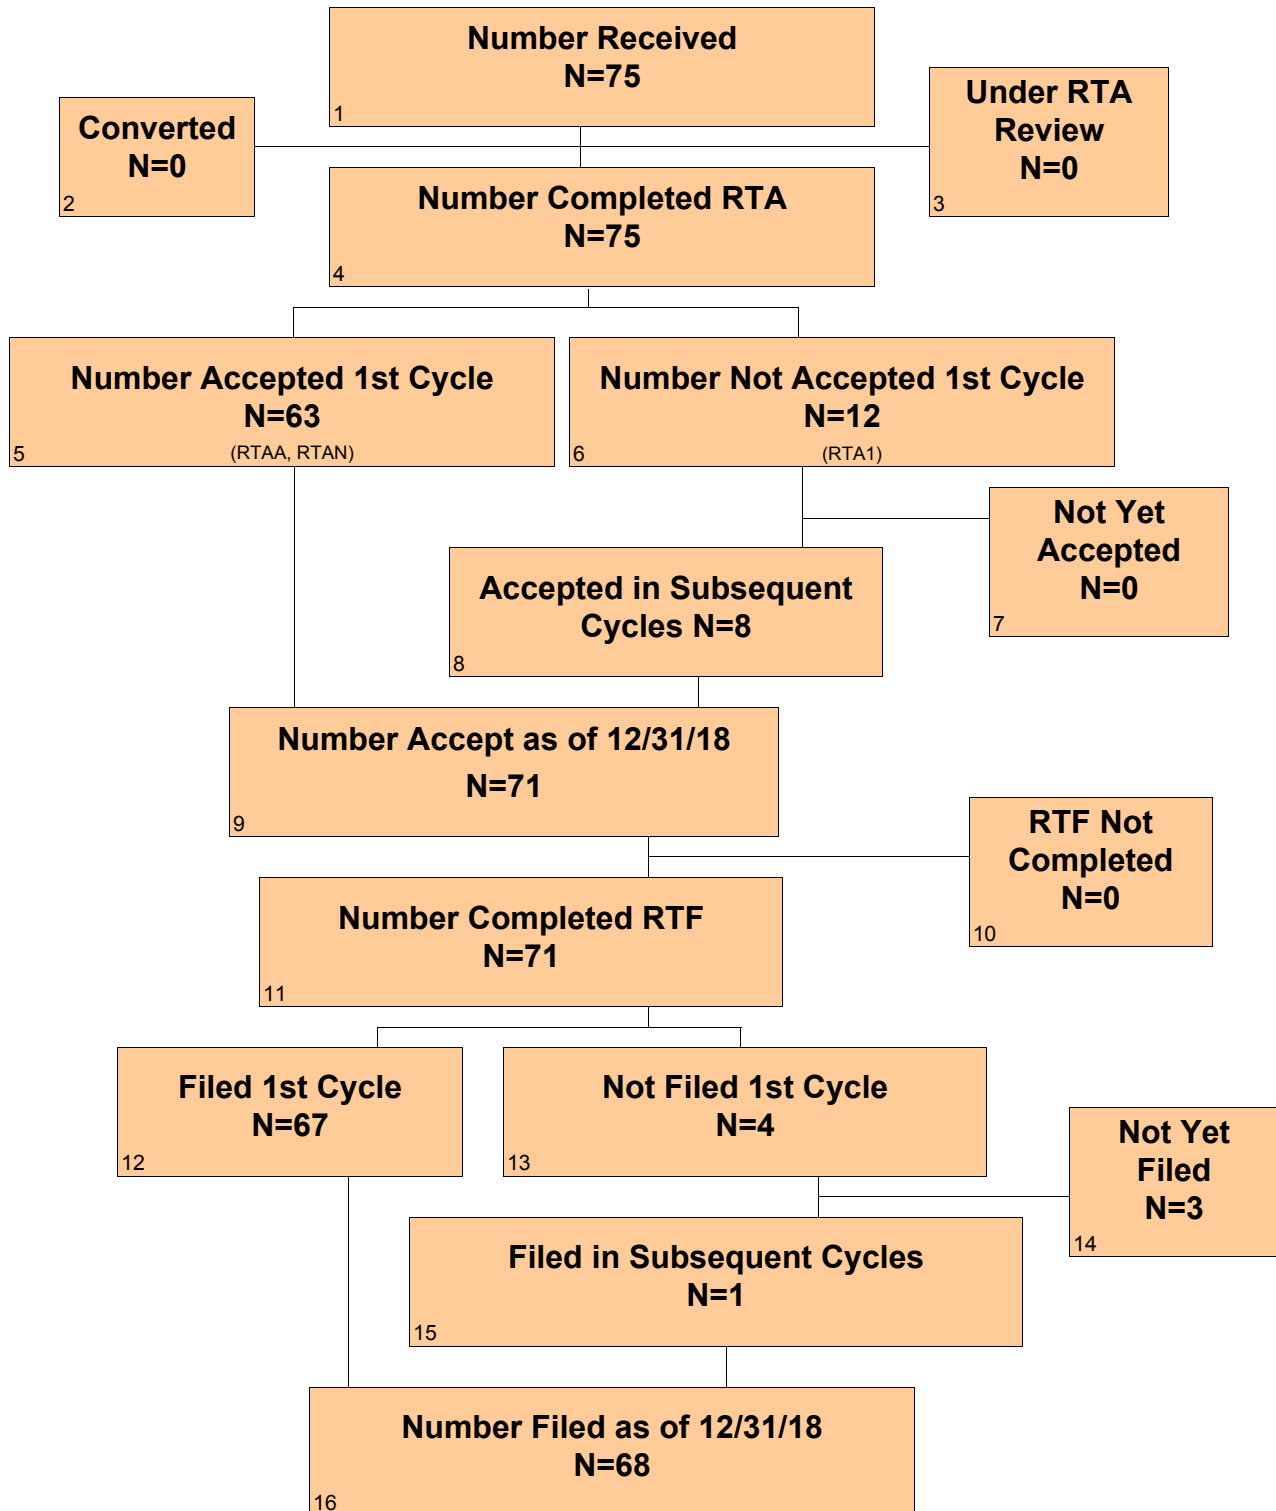 Number Received
N=75
1
Converted
N=0
2
Under RTA
Review
N=0
3
Number Completed RTA
N=75
4
Number Accepted 1st Cycle
N=63
(RTAA, RTAN)
5
Number Not Accepted 1st Cycle
N=12
(RTA1)
6
Not Yet
Accepted
N=0
7
Accepted in Subsequent
Cycles N=8
8
Number Accept as of 12/31/18
N=71
9
RTF Not
Completed
N=0
10
Number Completed RTF
N=71
11
Filed 1st Cycle
N=67
12
Not Filed 1st Cycle
N=4
13
Not Yet
Filed
N=3
14
Filed in Subsequent Cycles
N=1
15
Number Filed as of 12/31/18
N=68
16